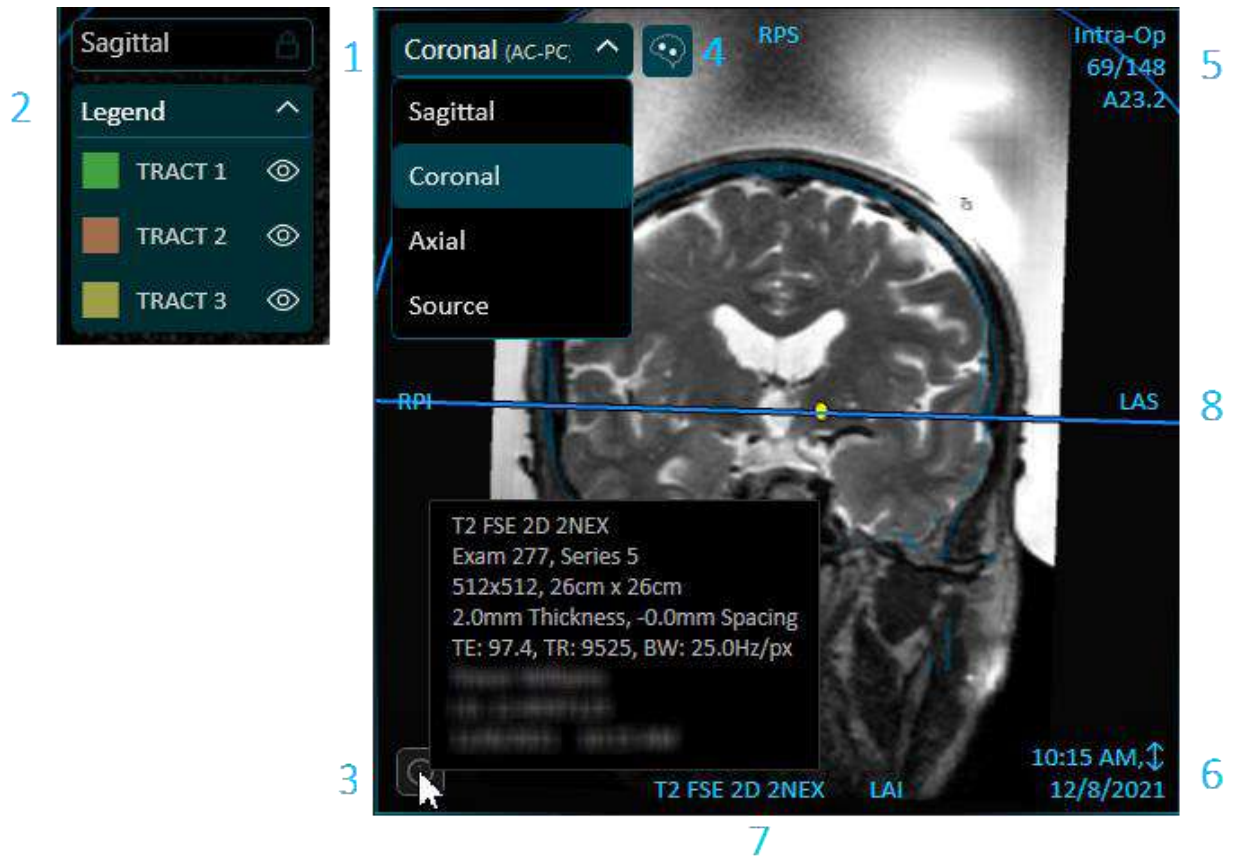 Sagittal
2
Legend
TRACT 1
TRACT 2
TRACT 3
1
Coronal (AC-PC)
4
RPS
Intra-Op
69/148
A23.2
5
Sagittal
Coronal
Axial
Source
RPI
LAS
8
T2 FSE 2D 2NEX
Exam 277, Series 5
512x512, 26cm x 26cm
2.0mm Thickness, -0.0mm Spacing
TE: 97.4, TR: 9525, BW: 25.0Hz/px
3
10:15 AM,
12/8/2021
6
T2 FSE 2D 2NEX
LAI
7